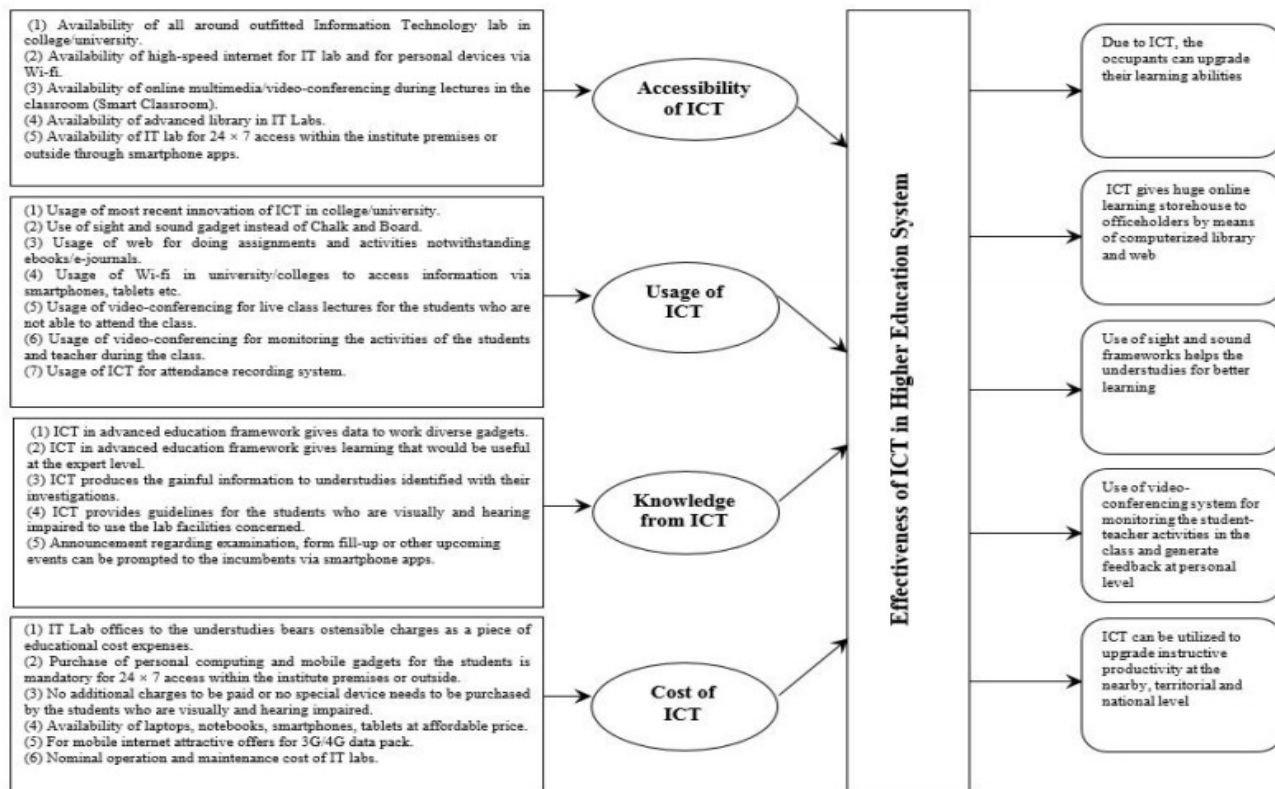 (1) Availability of all around outfitted Information Technology lab in
college/university.
(2) Availability of high-speed internet for IT lab and for personal devices via
Wi-fi.
(3) Availability of online multimedia/video-conferencing during lectures in the
classroom (Smart Classroom).
(4) Availability of advanced library in IT Labs.
(5) Availability of IT lab for 24 × 7 access within the institute premises or
outside through smartphone apps.
Accessibility
of ICT
(1) Usage of most recent innovation of ICT in college/university.
(2) Use of sight and sound gadget instead of Chalk and Board.
(3) Usage of web for doing assignments and activities notwithstanding
ebooks/e-journals.
(4) Usage of Wi-fi in university/colleges to access information via
smartphones, tablets etc.
(5) Usage of video-conferencing for live class lectures for the students who are
not able to attend the class.
(6) Usage of video-conferencing for monitoring the activities of the students
and teacher during the class.
(7) Usage of ICT for attendance recording system.
Usage of
ICT
(1) ICT in advanced education framework gives data to work diverse gadgets.
(2) ICT in advanced education framework gives learning that would be useful
at the expert level.
(3) ICT produces the gainful information to understudies identified with their
investigations.
(4) ICT provides guidelines for the students who are visually and hearing
impaired to use the lab facilities concerned.
(5) Announcement regarding examination, form fill-up or other upcoming
events can be prompted to the incumbents via smartphone apps.
Knowledge
from ICT
(1) IT Lab offices to the understudies bears ostensible charges as a piece of
educational cost expenses.
(2) Purchase of personal computing and mobile gadgets for the students is
mandatory for 24 × 7 access within the institute premises or outside.
(3) No additional charges to be paid or no special device needs to be purchased
by the students who are visually and hearing impaired.
(4) Availability of laptops, notebooks, smartphones, tablets at affordable price.
(5) For mobile internet attractive offers for 3G/4G data pack.
(6) Nominal operation and maintenance cost of IT labs.
Cost of
ICT
Effectiveness of ICT in Higher Education System
Due to ICT, the
occupants can upgrade
their learning abilities
ICT gives huge online
learning storehouse to
officeholders by means
of computerized library
and web
Use of sight and sound
frameworks helps the
understudies for better
learning
Use of video-
conferencing system for
monitoring the student-
teacher activities in
the class and generate
feedback at personal
level
ICT can be utilized to
upgrade instructive
productivity at the
nearby, territorial and
national level